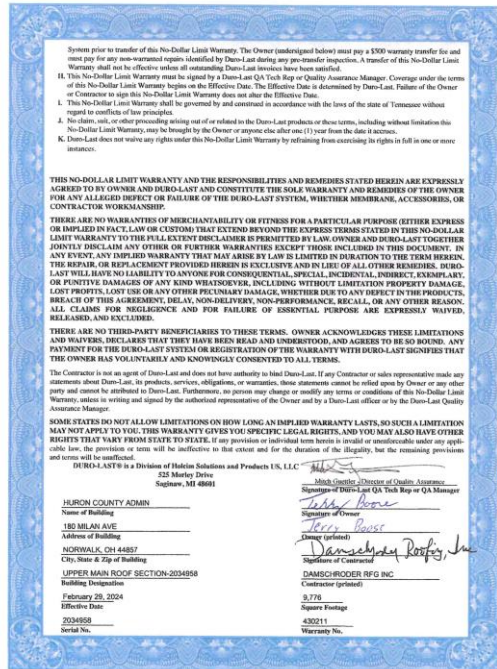 System prior to transfer of this No-Dollar Limit Warranty. The Owner (undersigned below) must pay a $500 warranty transfer fee and
must pay for any non-warranted repairs identified by Duro-Last during any pre-transfer inspection. A transfer of this No-Dollar Limit
Warranty shall not be effective unless all outstanding Duro-Last invoices have been satisfied.
H. This No-Dollar Limit Warranty must be signed by a Duro-Last QA Tech Rep or Quality Assurance Manager. Coverage under the terms
of this No-Dollar Limit Warranty begins on the Effective Date. The Effective Date is determined by Duro-Last. Failure of the Owner
or Contractor to sign this No-Dollar Limit Warranty does not alter the Effective Date.
I. This No-Dollar Limit Warranty shall be governed by and construed in accordance with the laws of the state of Tennessee without
regard to conflicts of law principles.
J. No claim, suit, or other proceeding arising out of or related to the Duro-Last products or these terms, including without limitation this
No-Dollar Limit Warranty, may be brought by the Owner or anyone else after one (1) year from the date it accrues.
K. Duro-Last does not waive any rights under this No-Dollar Limit Warranty by refraining from exercising its rights in full in one or more
instances.
THIS NO-DOLLAR LIMIT WARRANTY AND THE RESPONSIBILITIES AND REMEDIES STATED HEREIN ARE EXPRESSLY
AGREED TO BY OWNER AND DURO-LAST AND CONSTITUTE THE SOLE WARRANTY AND REMEDIES OF THE OWNER
FOR ANY ALLEGED DEFECT OR FAILURE OF THE DURO-LAST SYSTEM, WHETHER MEMBRANE, ACCESSORIES, OR
CONTRACTOR WORKMANSHIP.
THERE ARE NO WARRANTIES OF MERCHANTABILITY OR FITNESS FOR A PARTICULAR PURPOSE (EITHER EXPRESS
OR IMPLIED IN FACT, LAW OR CUSTOM) THAT EXTEND BEYOND THE EXPRESS TERMS STATED IN THIS NO-DOLLAR
LIMIT WARRANTY TO THE FULL EXTENT DISCLAIMER IS PERMITTED BY LAW. OWNER AND DURO-LAST TOGETHER
JOINTLY DISCLAIM ANY OTHER OR FURTHER WARRANTIES EXCEPT THOSE INCLUDED IN THIS DOCUMENT. IN
ANY EVENT, ANY IMPLIED WARRANTY THAT MAY ARISE BY LAW IS LIMITED IN DURATION TO THE TERM HEREIN.
THE REPAIR, OR REPLACEMENT PROVIDED HEREIN IS EXCLUSIVE AND IN LIEU OF ALL OTHER REMEDIES. DURO-
LAST WILL HAVE NO LIABILITY TO ANYONE FOR CONSEQUENTIAL, SPECIAL, INCIDENTAL, INDIRECT, EXEMPLARY,
OR PUNITIVE DAMAGES OF ANY KIND WHATSOEVER, INCLUDING WITHOUT LIMITATION PROPERTY DAMAGE,
LOST PROFITS, LOST USE OR ANY OTHER PECUNIARY DAMAGE, WHETHER DUE TO ANY DEFECT IN THE PRODUCTS,
BREACH OF THIS AGREEMENT, DELAY, NON-DELIVERY, NON-PERFORMANCE, RECALL, OR ANY OTHER REASON.
ALL CLAIMS FOR NEGLIGENCE AND FOR FAILURE OF ESSENTIAL PURPOSE ARE EXPRESSLY WAIVED,
RELEASED, AND EXCLUDED.
THERE ARE NO THIRD-PARTY BENEFICIARIES TO THESE TERMS. OWNER ACKNOWLEDGES THESE LIMITATIONS
AND WAIVERS, DECLARES THAT THEY HAVE BEEN READ AND UNDERSTOOD, AND AGREES TO BE SO BOUND. ANY
PAYMENT FOR THE DURO-LAST SYSTEM OR REGISTRATION OF THE WARRANTY WITH DURO-LAST SIGNIFIES THAT
THE OWNER HAS VOLUNTARILY AND KNOWINGLY CONSENTED TO ALL TERMS.
The Contractor is not an agent of Duro-Last and does not have authority to bind Duro-Last. If any Contractor or sales representative made any
statements about Duro-Last, its products, services, obligations, or warranties, those statements cannot be relied upon by Owner or any other
party and cannot be attributed to Duro-Last. Furthermore, no person may change or modify any terms or conditions of this No-Dollar Limit
Warranty, unless in writing and signed by the authorized representative of the Owner and by a Duro-Last officer or by the Duro-Last Quality
Assurance Manager.
SOME STATES DO NOT ALLOW LIMITATIONS ON HOW LONG AN IMPLIED WARRANTY LASTS, SO SUCH A LIMITATION
MAY NOT APPLY TO YOU. THIS WARRANTY GIVES YOU SPECIFIC LEGAL RIGHTS, AND YOU MAY ALSO HAVE OTHER
RIGHTS THAT VARY FROM STATE TO STATE. If any provision or individual term herein is invalid or unenforceable under any appli-
cable law, the provision or term will be ineffective to that extent and for the duration of the illegality, but the remaining provisions
and terms will be unaffected.
DURO-LAST® is a Division of Holcim Solutions and Products US, LLC
525 Morley Drive
Saginaw, MI 48601
Mitch Guettler - Director of Quality Assurance
Signature of Duro-Last QA Tech Rep or QA Manager
HURON COUNTY ADMIN
Name of Building
Terry Boose
Signature of Owner
180 MILAN AVE
Address of Building
Terry Boose
Owner (printed)
NORWALK, OH 44857
City, State & Zip of Building
Damschroder Roofing, Inc
Signature of Contractor
UPPER MAIN ROOF SECTION-2034958
Building Designation
DAMSCHRODER RFG INC
Contractor (printed)
February 29, 2024
Effective Date
9,776
Square Footage
2034958
Serial No.
430211
Warranty No.